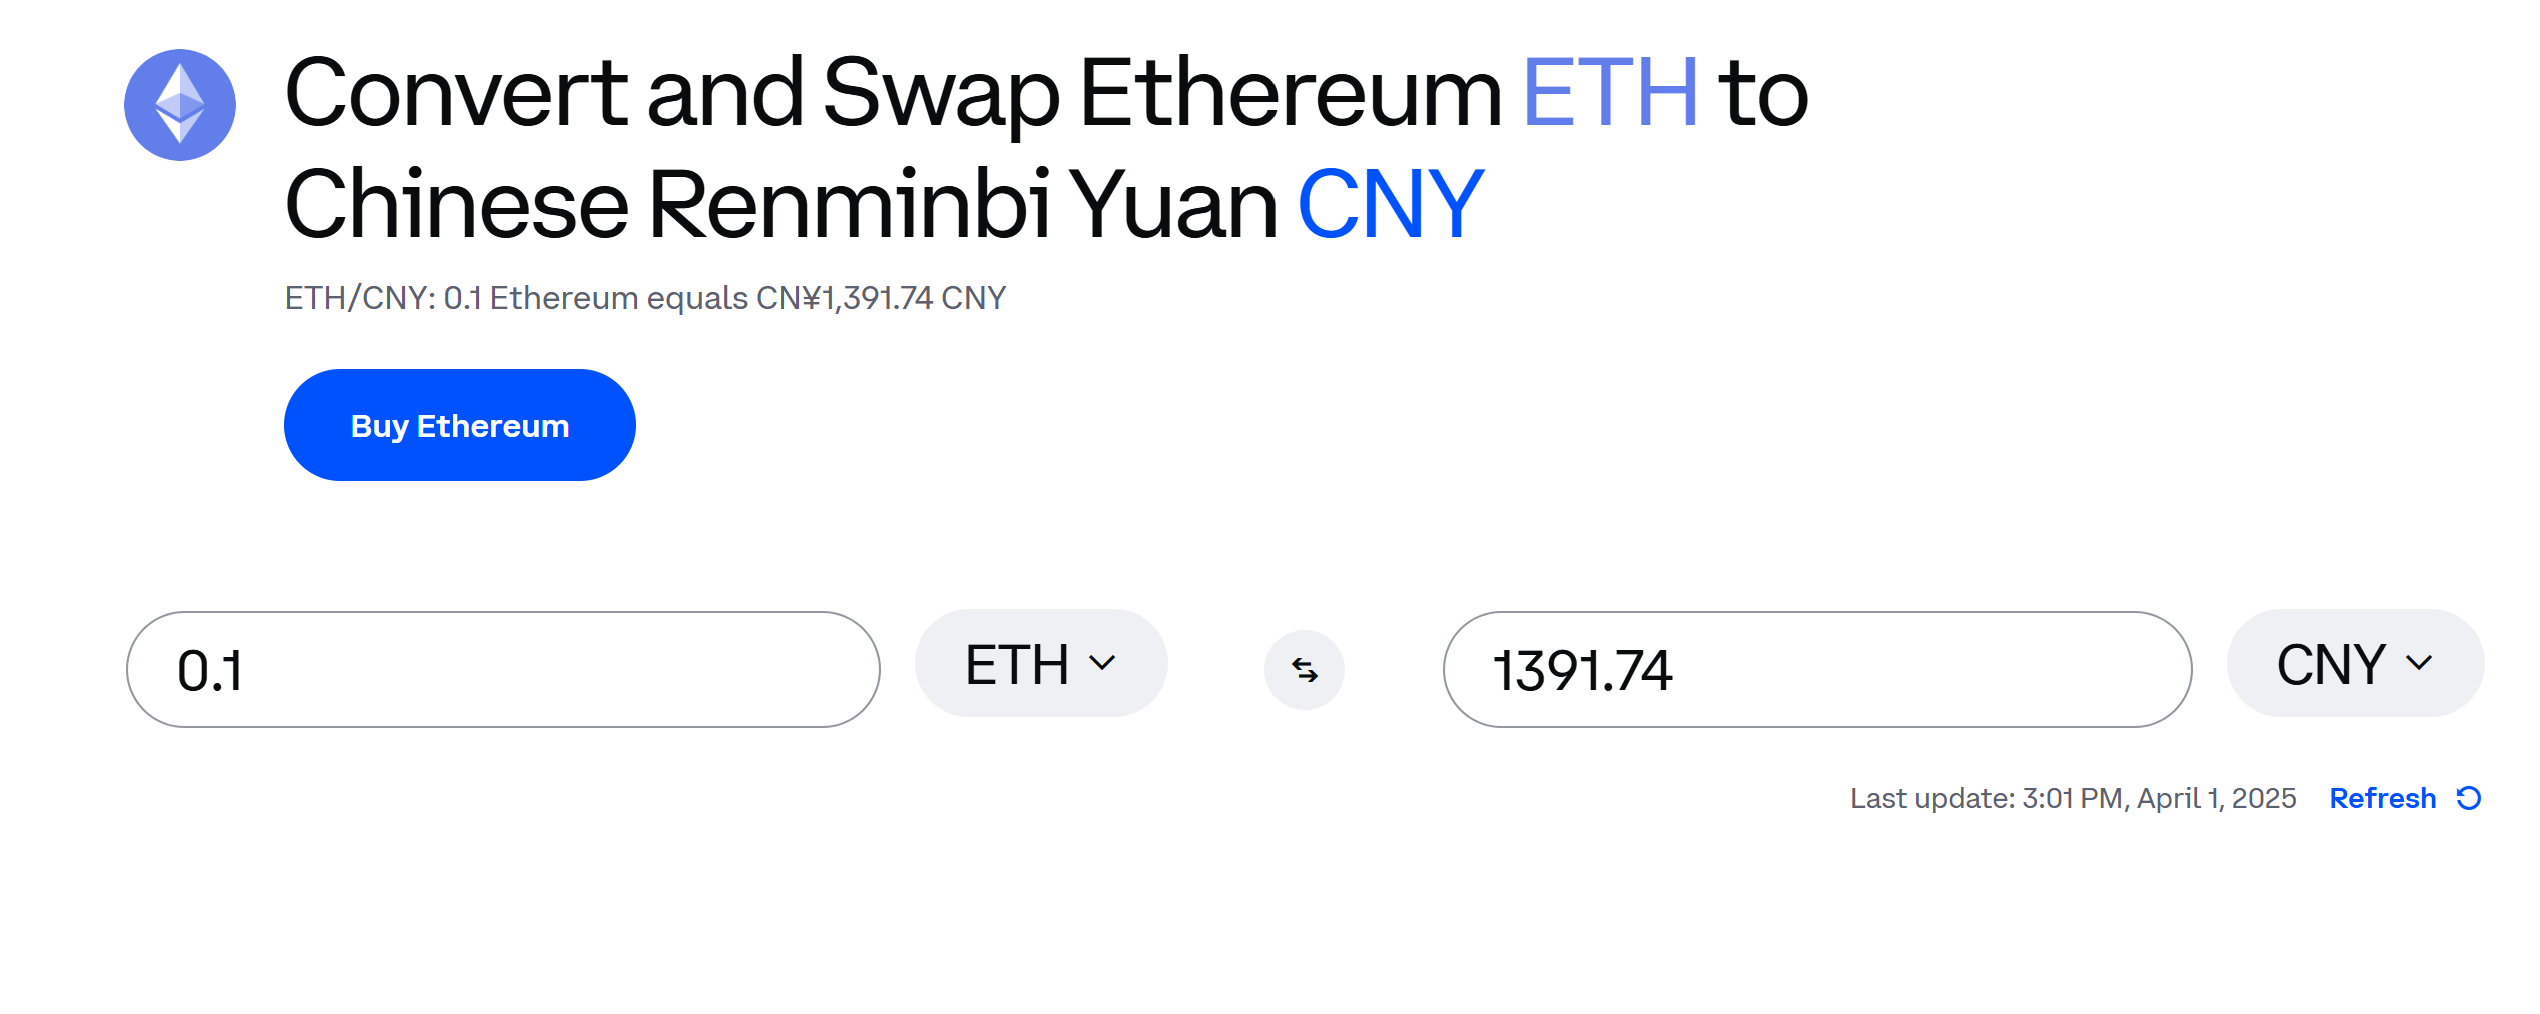 Convert and Swap Ethereum ETH to
Chinese Renminbi Yuan CNY
ETH/CNY: 0.1 Ethereum equals CN¥1,391.74 CNY
Buy Ethereum
0.1 ETH 1391.74 CNY
Last update: 3:01 PM, April 1, 2025 Refresh